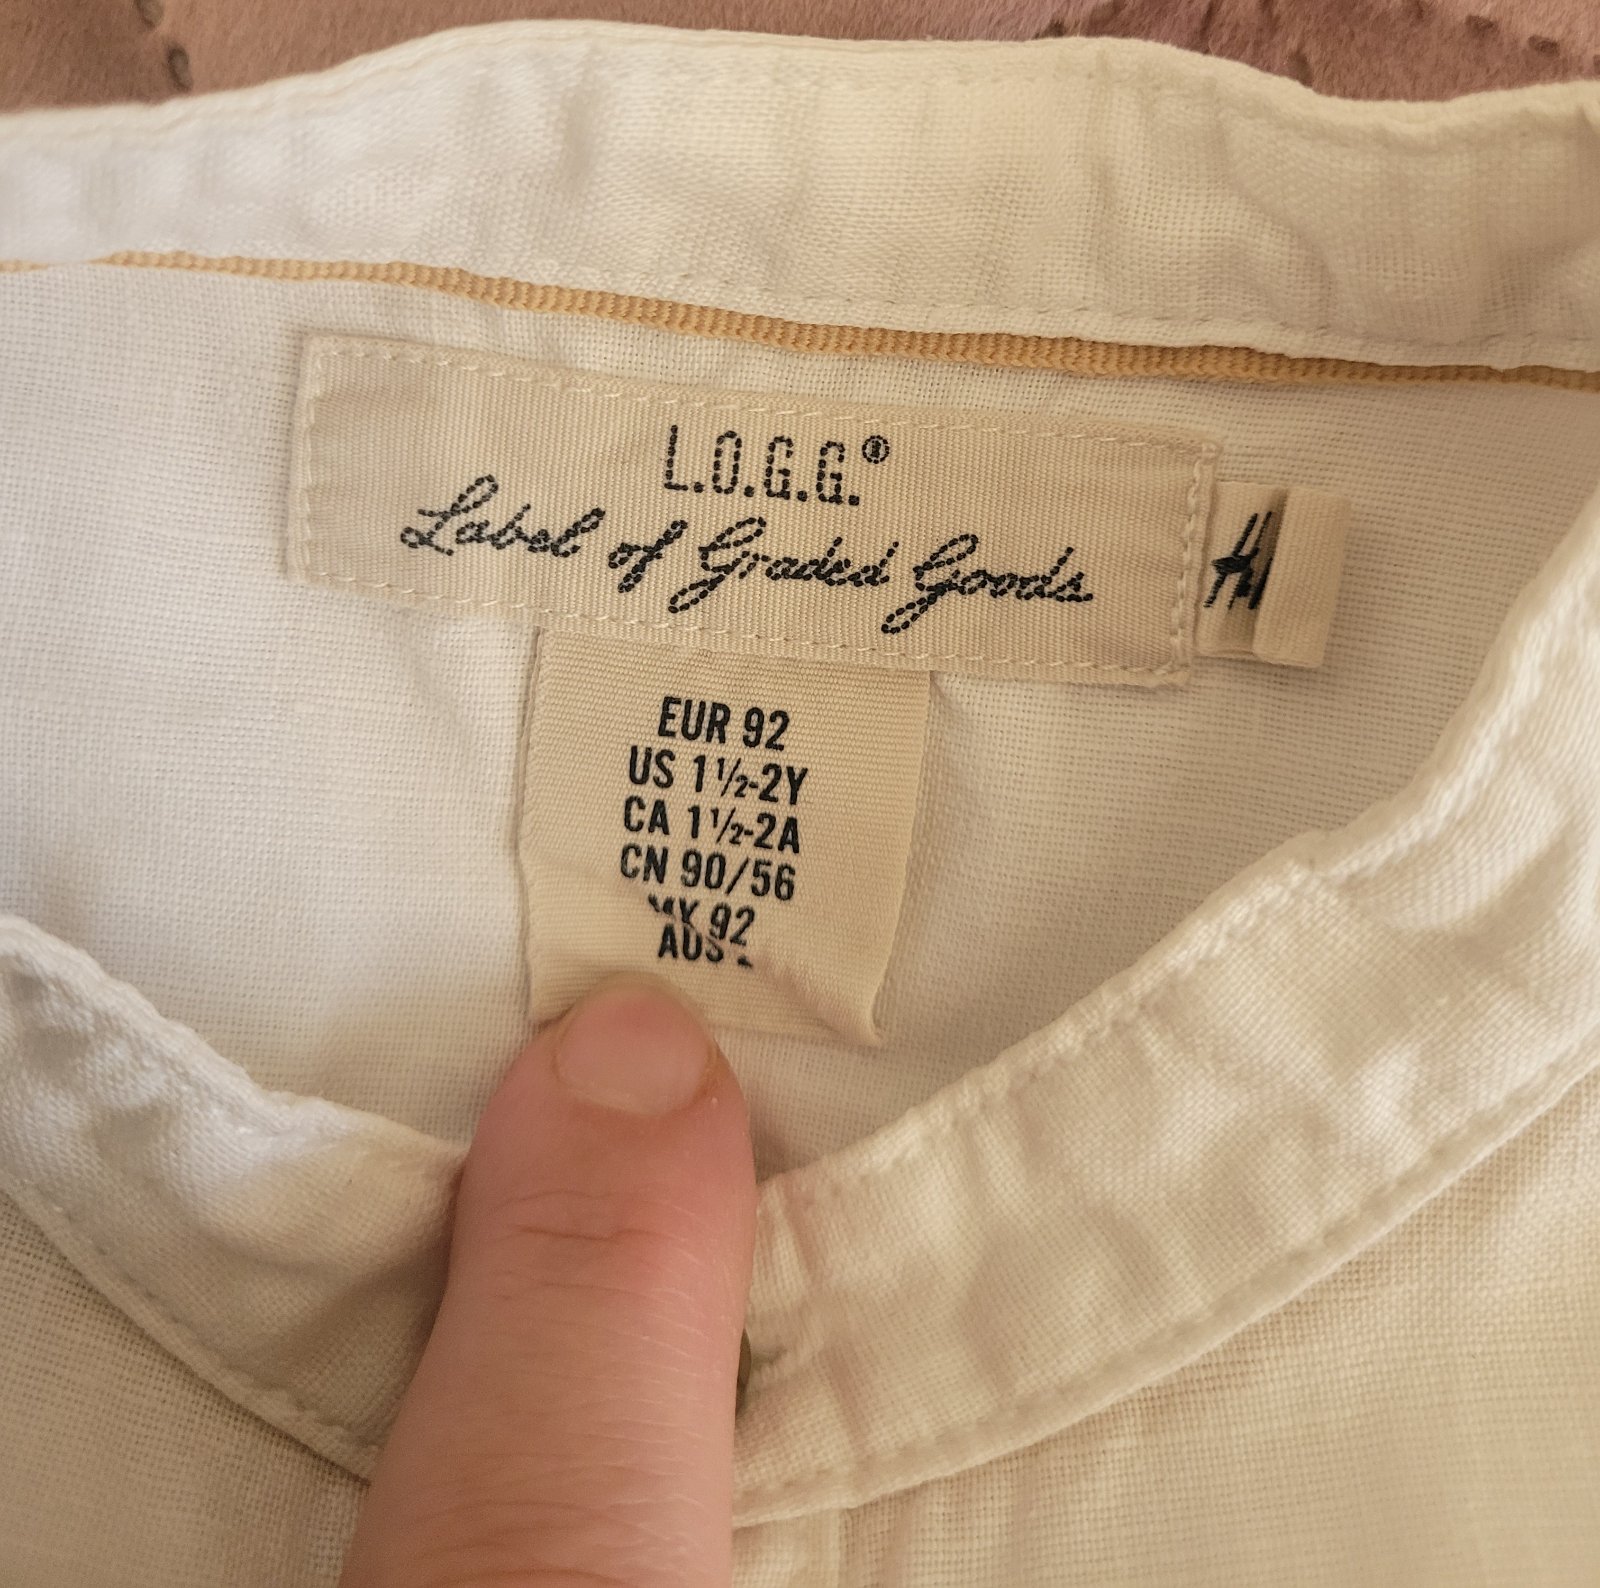 L.O.G.G.®
Label of Graded Goods
EUR 92
US 1½-2Y
CA 1½-2A
CN 90/56
MY 92
AUS